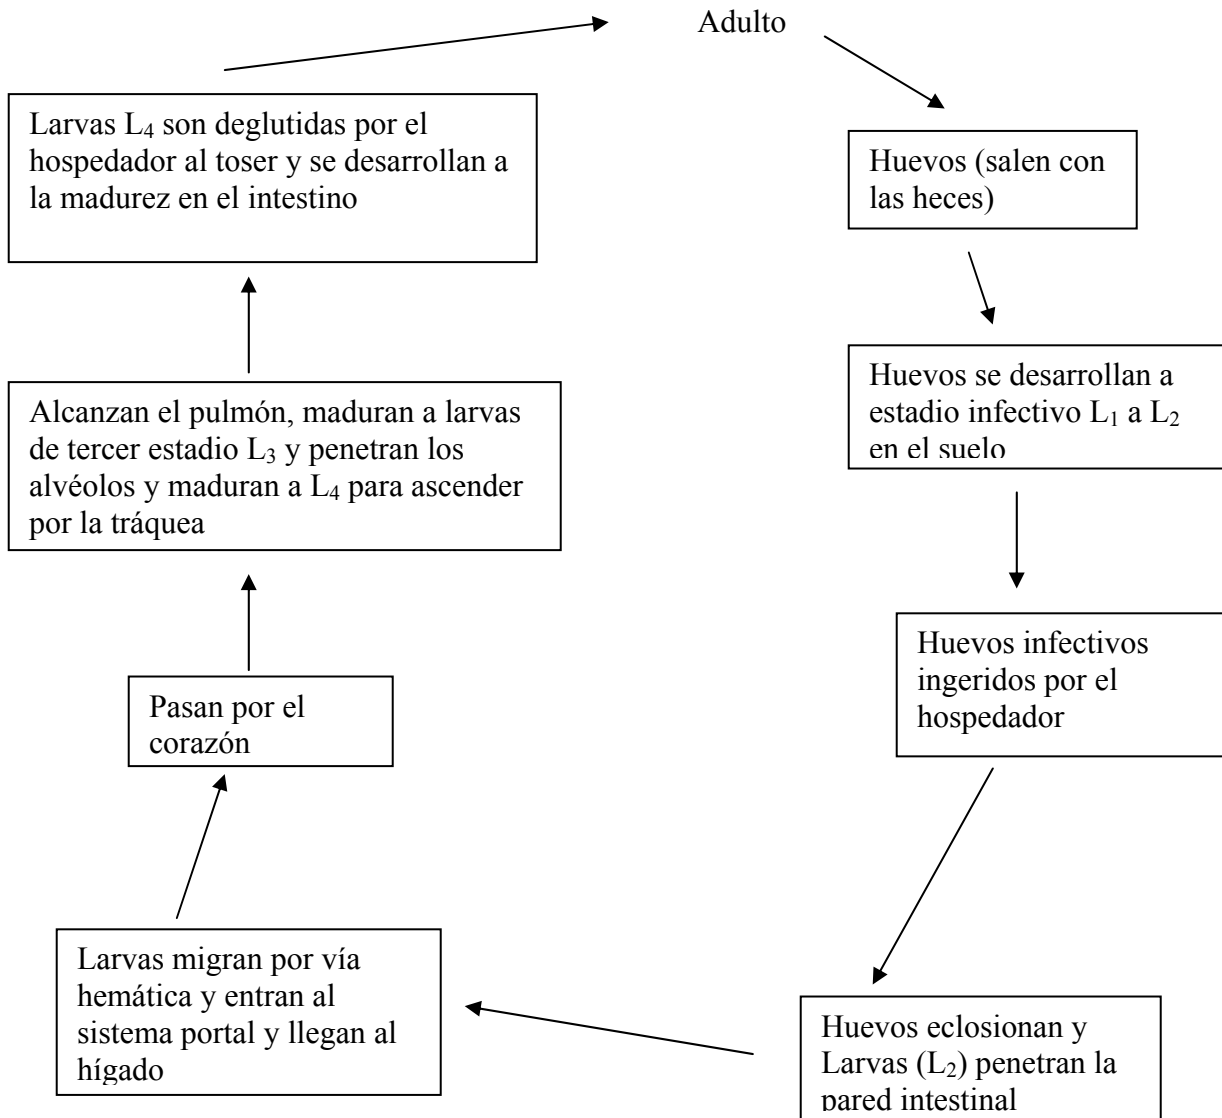 Adulto
Huevos (salen con
las heces)
Huevos se desarrollan a
estadio infectivo L₁ a L₂
en el suelo
Huevos infectivos
ingeridos por el
hospedador
Huevos eclosionan y
Larvas (L₂) penetran la
pared intestinal
Larvas migran por vía
hemática y entran al
sistema portal y llegan al
hígado
Pasan por el
corazón
Alcanzan el pulmón, maduran a larvas
de tercer estadio L₃ y penetran los
alvéolos y maduran a L₄ para ascender
por la tráquea
Larvas L₄ son deglutidas por el
hospedador al toser y se desarrollan a
la madurez en el intestino